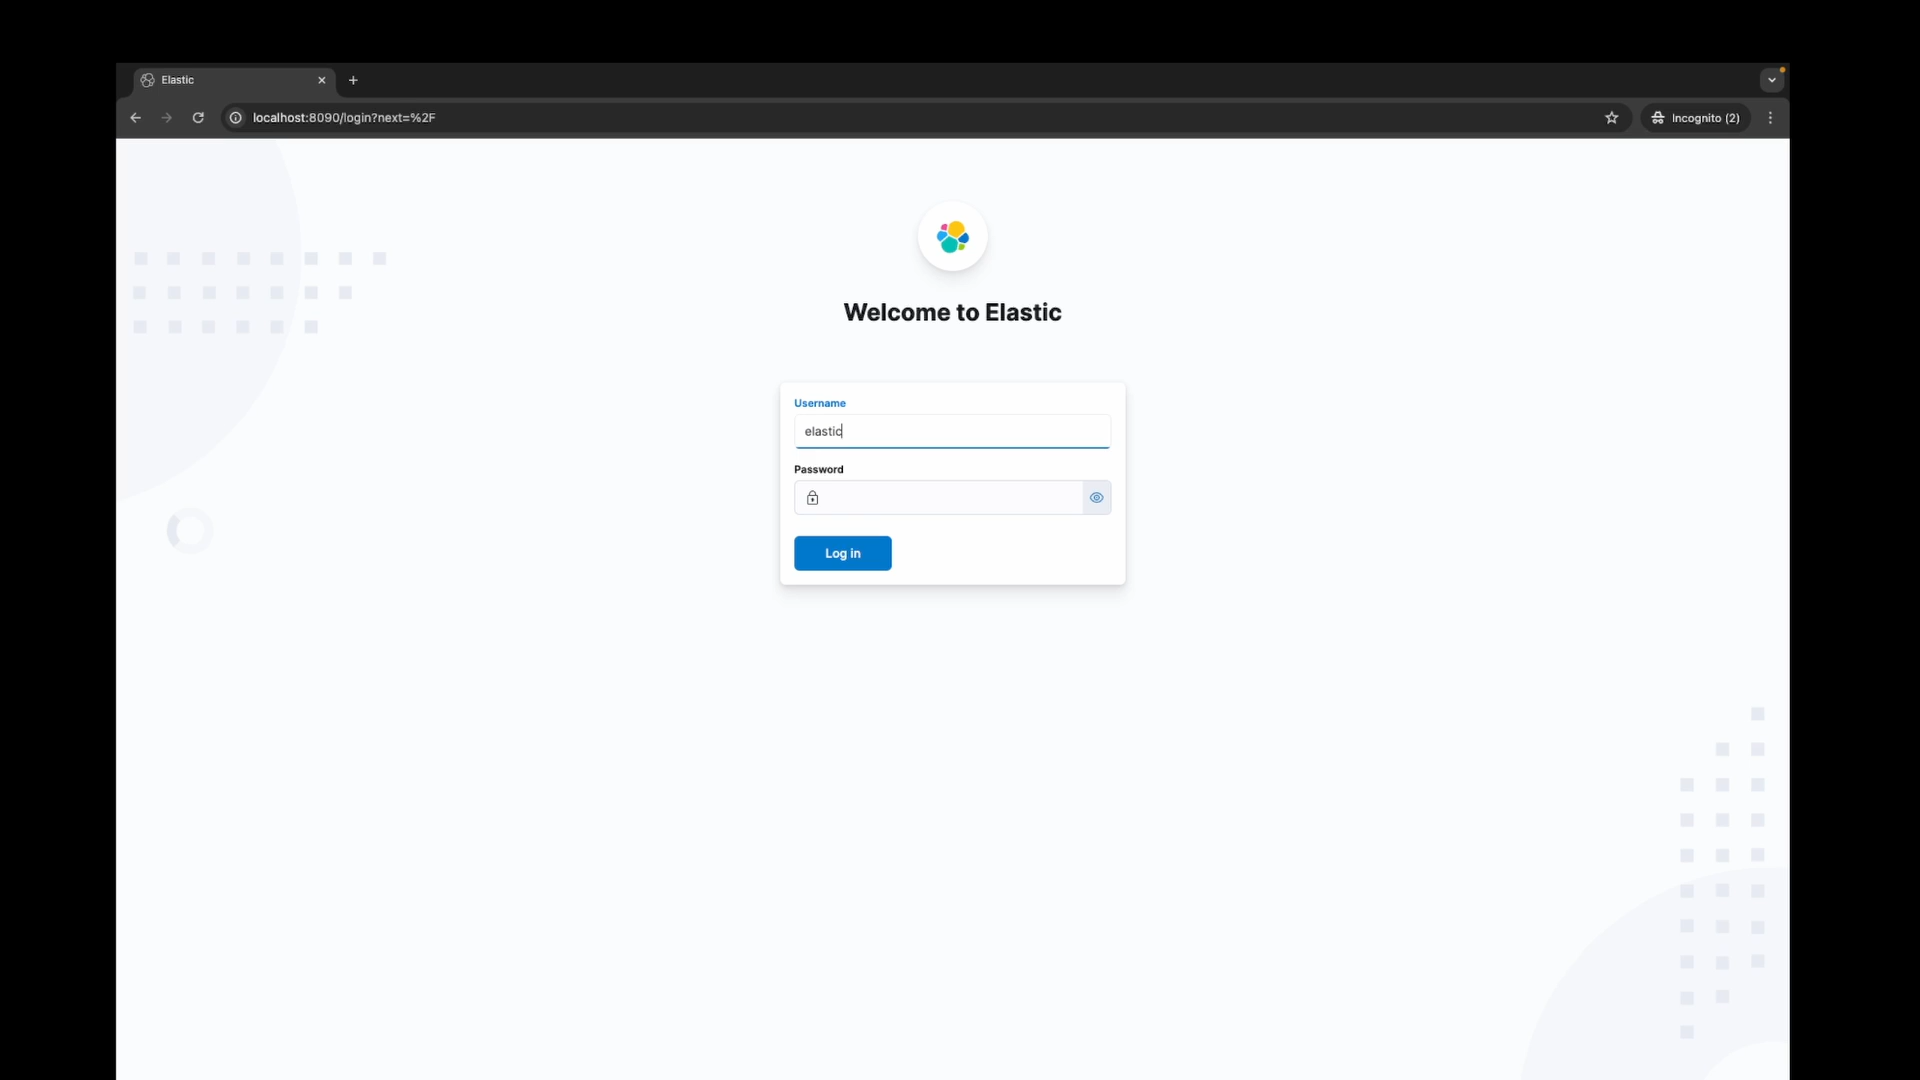 Elastic
localhost:8090/login?next=%2F
Incognito (2)
Welcome to Elastic
Username
elastic
Password
Log in